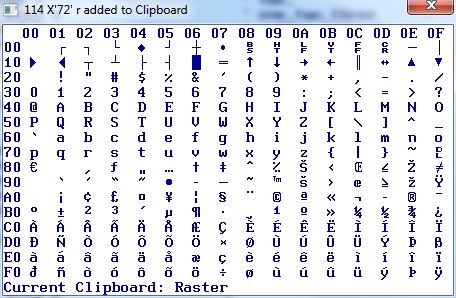 114 X'72' r added to Clipboard
00 01 02 03 04 05 06 07 08 09 0A 0B 0C 0D 0E 0F
00 ┌ ┐ └ ◆ ┘ ┼ •
10 ► ◄ ↕ ┴ ┬ ┤ █ = ↑ ↓ → ← ║ ↔ ▲ ▼
20 ! " # $ % & ' ( ) * + , - . /
30 0 1 2 3 4 5 6 7 8 9 : ; < = > ?
40 @ A B C D E F G H I J K L M N O
50 P Q R S T U V W X Y Z [ \ ] ^ _
60 ` a b c d e f g h i j k l m n o
70 p q r s t u v w x y z { | } ~
80 € ‚ ƒ „ … † ‡ ˆ ‰ Š ‹ Œ Ž
90 ‘ ’ “ ” • – — ˜ ™ š › œ ž Ÿ
A0 ¡ ¢ £ ¤ ¥ ¦ § ¨ © ª « ¬ - ® ¯
B0 º ± ² ³ ´ µ ¶ · ¸ ¹ º » ¼ ½ ¾ ¿
C0 À Á Â Ã Ä Å Æ Ç È É Ê Ë Ì Í Î Ï
D0 Ð Ñ Ò Ó Ô Õ Ö × Ø Ù Ú Û Ü Ý Þ ß
E0 à á â ã ä å æ ç è é ê ë ì í î ï
F0 ð ñ ò ó ô õ ö ÷ ø ù ú û ü ý þ ÿ
Current Clipboard: Raster